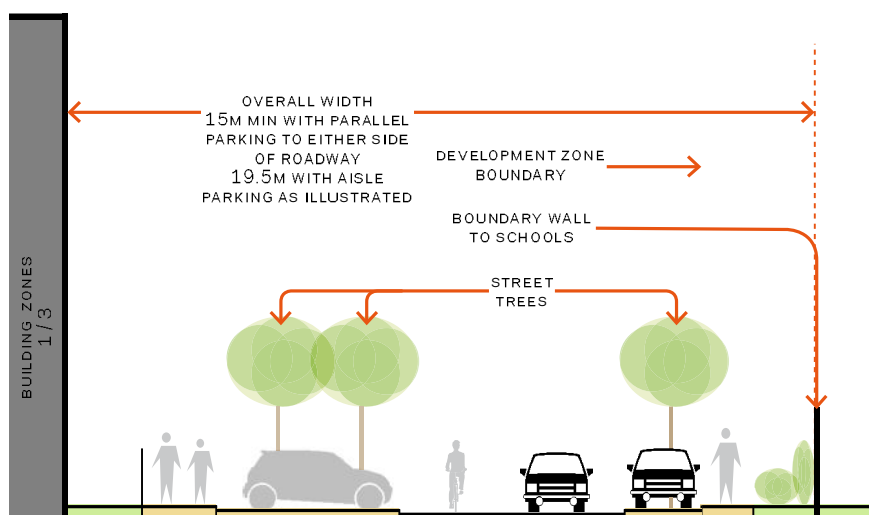 OVERALL WIDTH
15M MIN WITH PARALLEL
PARKING TO EITHER SIDE
OF ROADWAY
19.5M WITH AISLE
PARKING AS ILLUSTRATED
DEVELOPMENT ZONE
BOUNDARY
BOUNDARY WALL
TO SCHOOLS
STREET
TREES
BUILDING ZONES
1/3